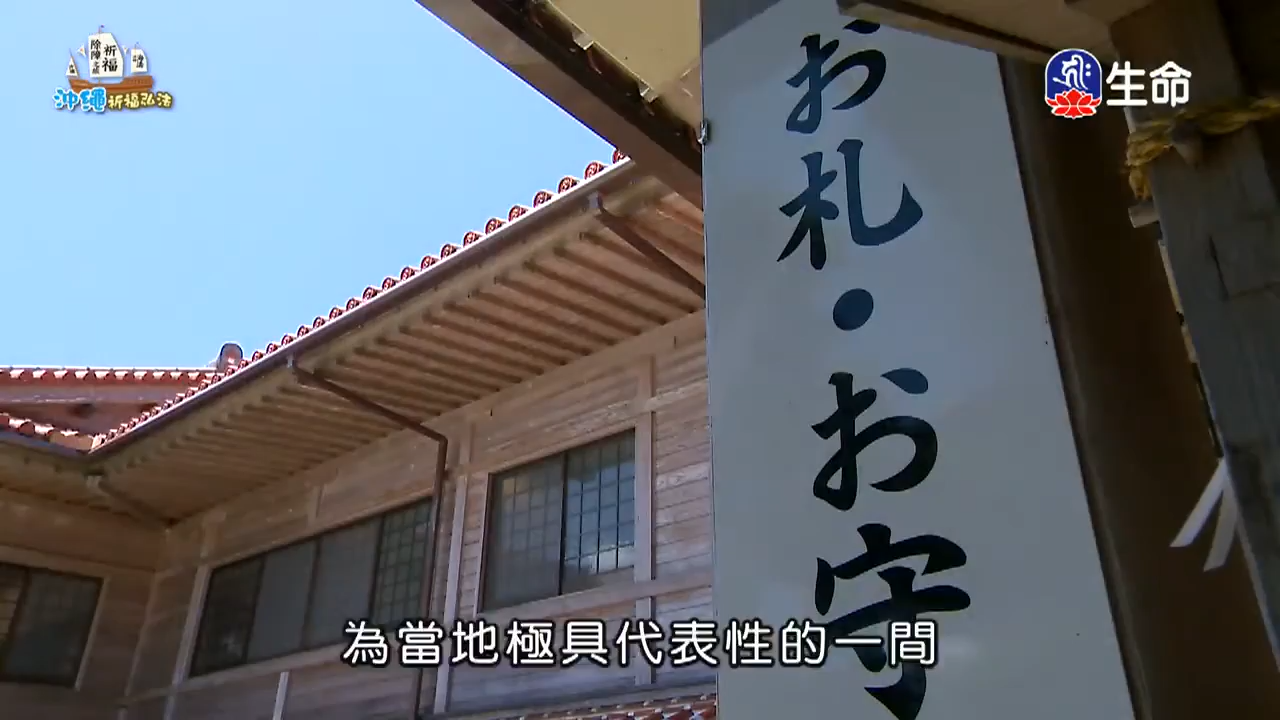 祈福
沖繩祈福弘法
生命
お札・お守
為當地極具代表性的一間